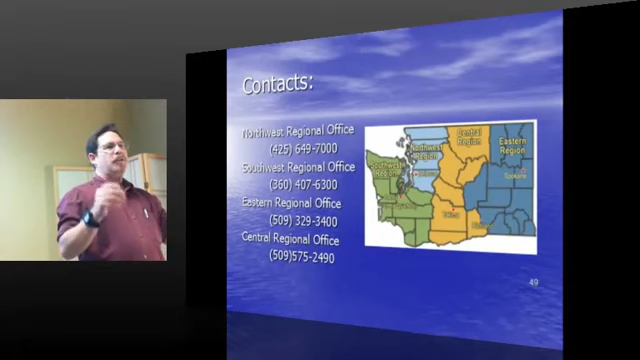 Contacts:
Northwest Regional Office
(425) 649-7000
Southwest Regional Office
(360) 407-6300
Eastern Regional Office
(509) 329-3400
Central Regional Office
(509)575-2490
Central
Region
Northwest
Region
Eastern
Region
Southwest
Region
Spokane
49